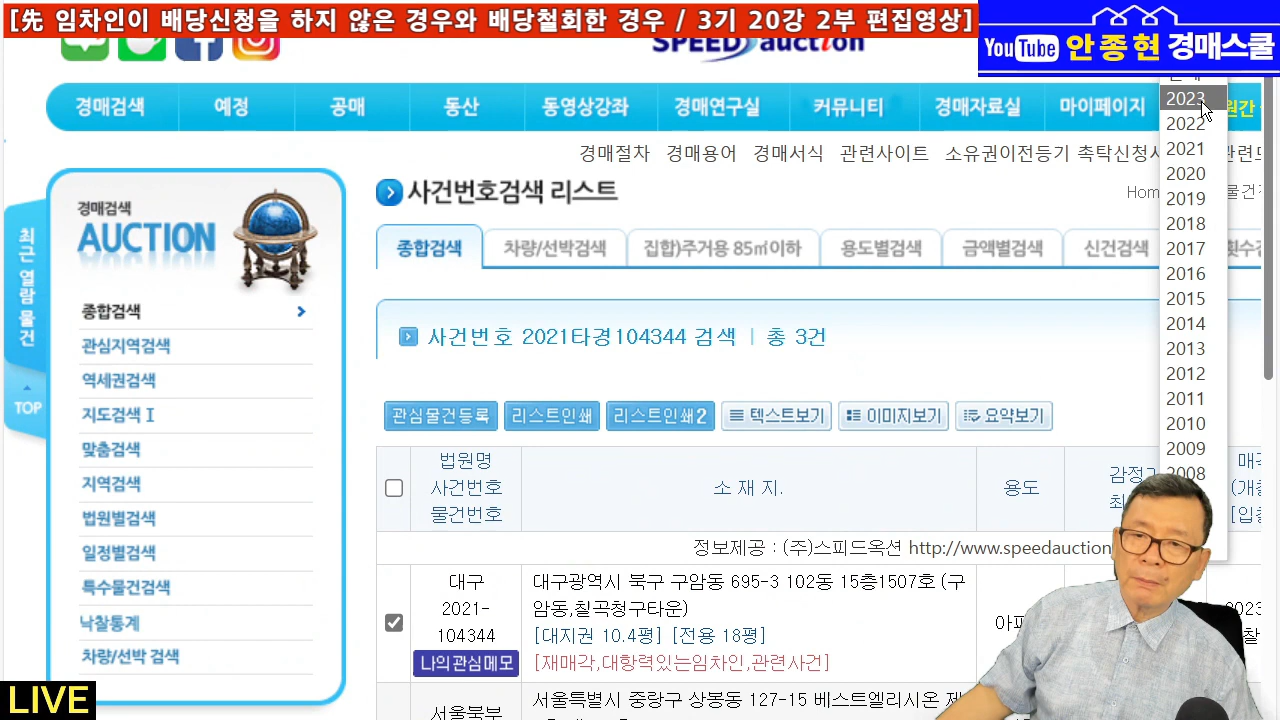 [先 임차인이 배당신청을 하지 않은 경우와 배당철회한 경우 / 3기 20강 2부 편집영상]
YouTube 안종현 경매스쿨
SPEED auction
경매검색 예정 공매 동산 동영상강좌 경매연구실 커뮤니티 경매자료실 마이페이지
경매절차 경매용어 경매서식 관련사이트 소유권이전등기 촉탁신청서
최근 열람 물건
TOP
경매검색
AUCTION
종합검색
관심지역검색
역세권검색
지도검색 I
맞춤검색
지역검색
법원별검색
일정별검색
특수물건검색
낙찰통계
차량/선박 검색
사건번호검색 리스트
종합검색 차량/선박검색 집합)주거용 85㎡이하 용도별검색 금액별검색 신건검색
사건번호 2021타경104344 검색 | 총 3건
관심물건등록 리스트인쇄 리스트인쇄2 텍스트보기 이미지보기 요약보기
법원명
사건번호
물건번호
소 재 지.
용도
정보제공 : (주)스피드옥션 http://www.speedauction
대구
2021-
104344
나의관심메모
대구광역시 북구 구암동 695-3 102동 15층1507호 (구
암동,칠곡청구타운)
[대지권 10.4평] [전용 18평]
[재매각,대항력있는임차인,관련사건]
서울북부
서울특별시 중랑구 상봉동 121-15 베스트엘리시온
2023
2022
2021
2020
2019
2018
2017
2016
2015
2014
2013
2012
2011
2010
2009
2008
LIVE